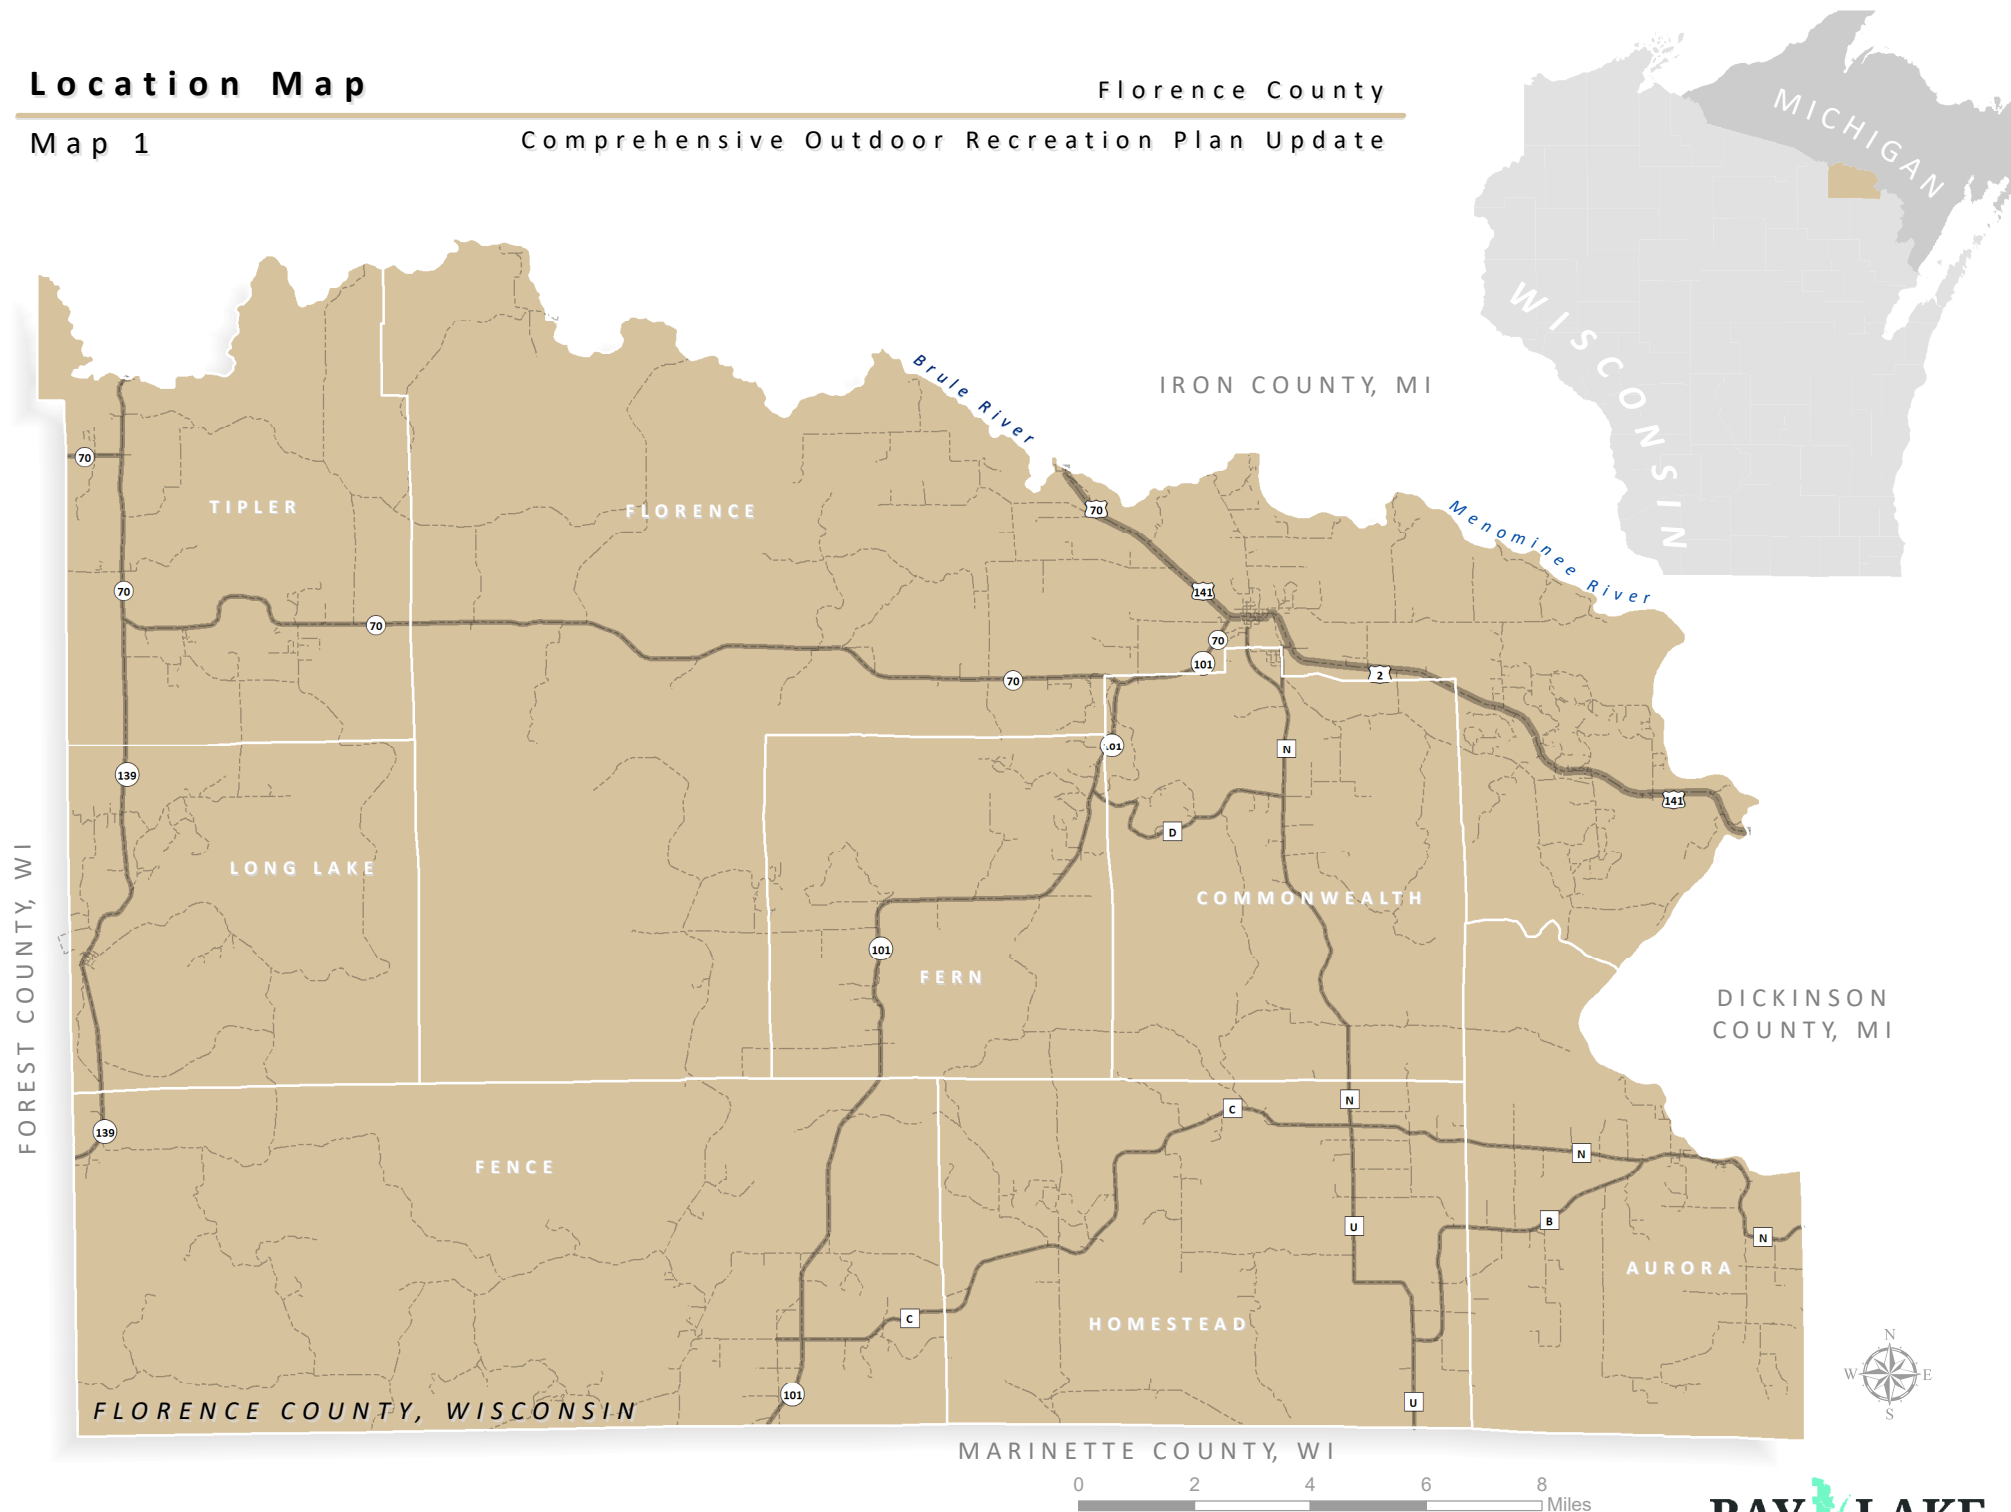 Location Map
Florence County
Map 1
Comprehensive Outdoor Recreation Plan Update
MICHIGAN
WISCONSIN
Brule River
IRON COUNTY, MI
Menominee River
70
TIPLER
FLORENCE
70
70
141
70
70
101
2
70
101
N
139
141
D
LONG LAKE
COMMONWEALTH
101
FERN
FOREST COUNTY, WI
DICKINSON
COUNTY, MI
N
C
139
N
FENCE
B
U
N
AURORA
C
HOMESTEAD
101
U
FLORENCE COUNTY, WISCONSIN
N
W
E
S
MARINETTE COUNTY, WI
0 2 4 6 8
Miles
BAY LAKE